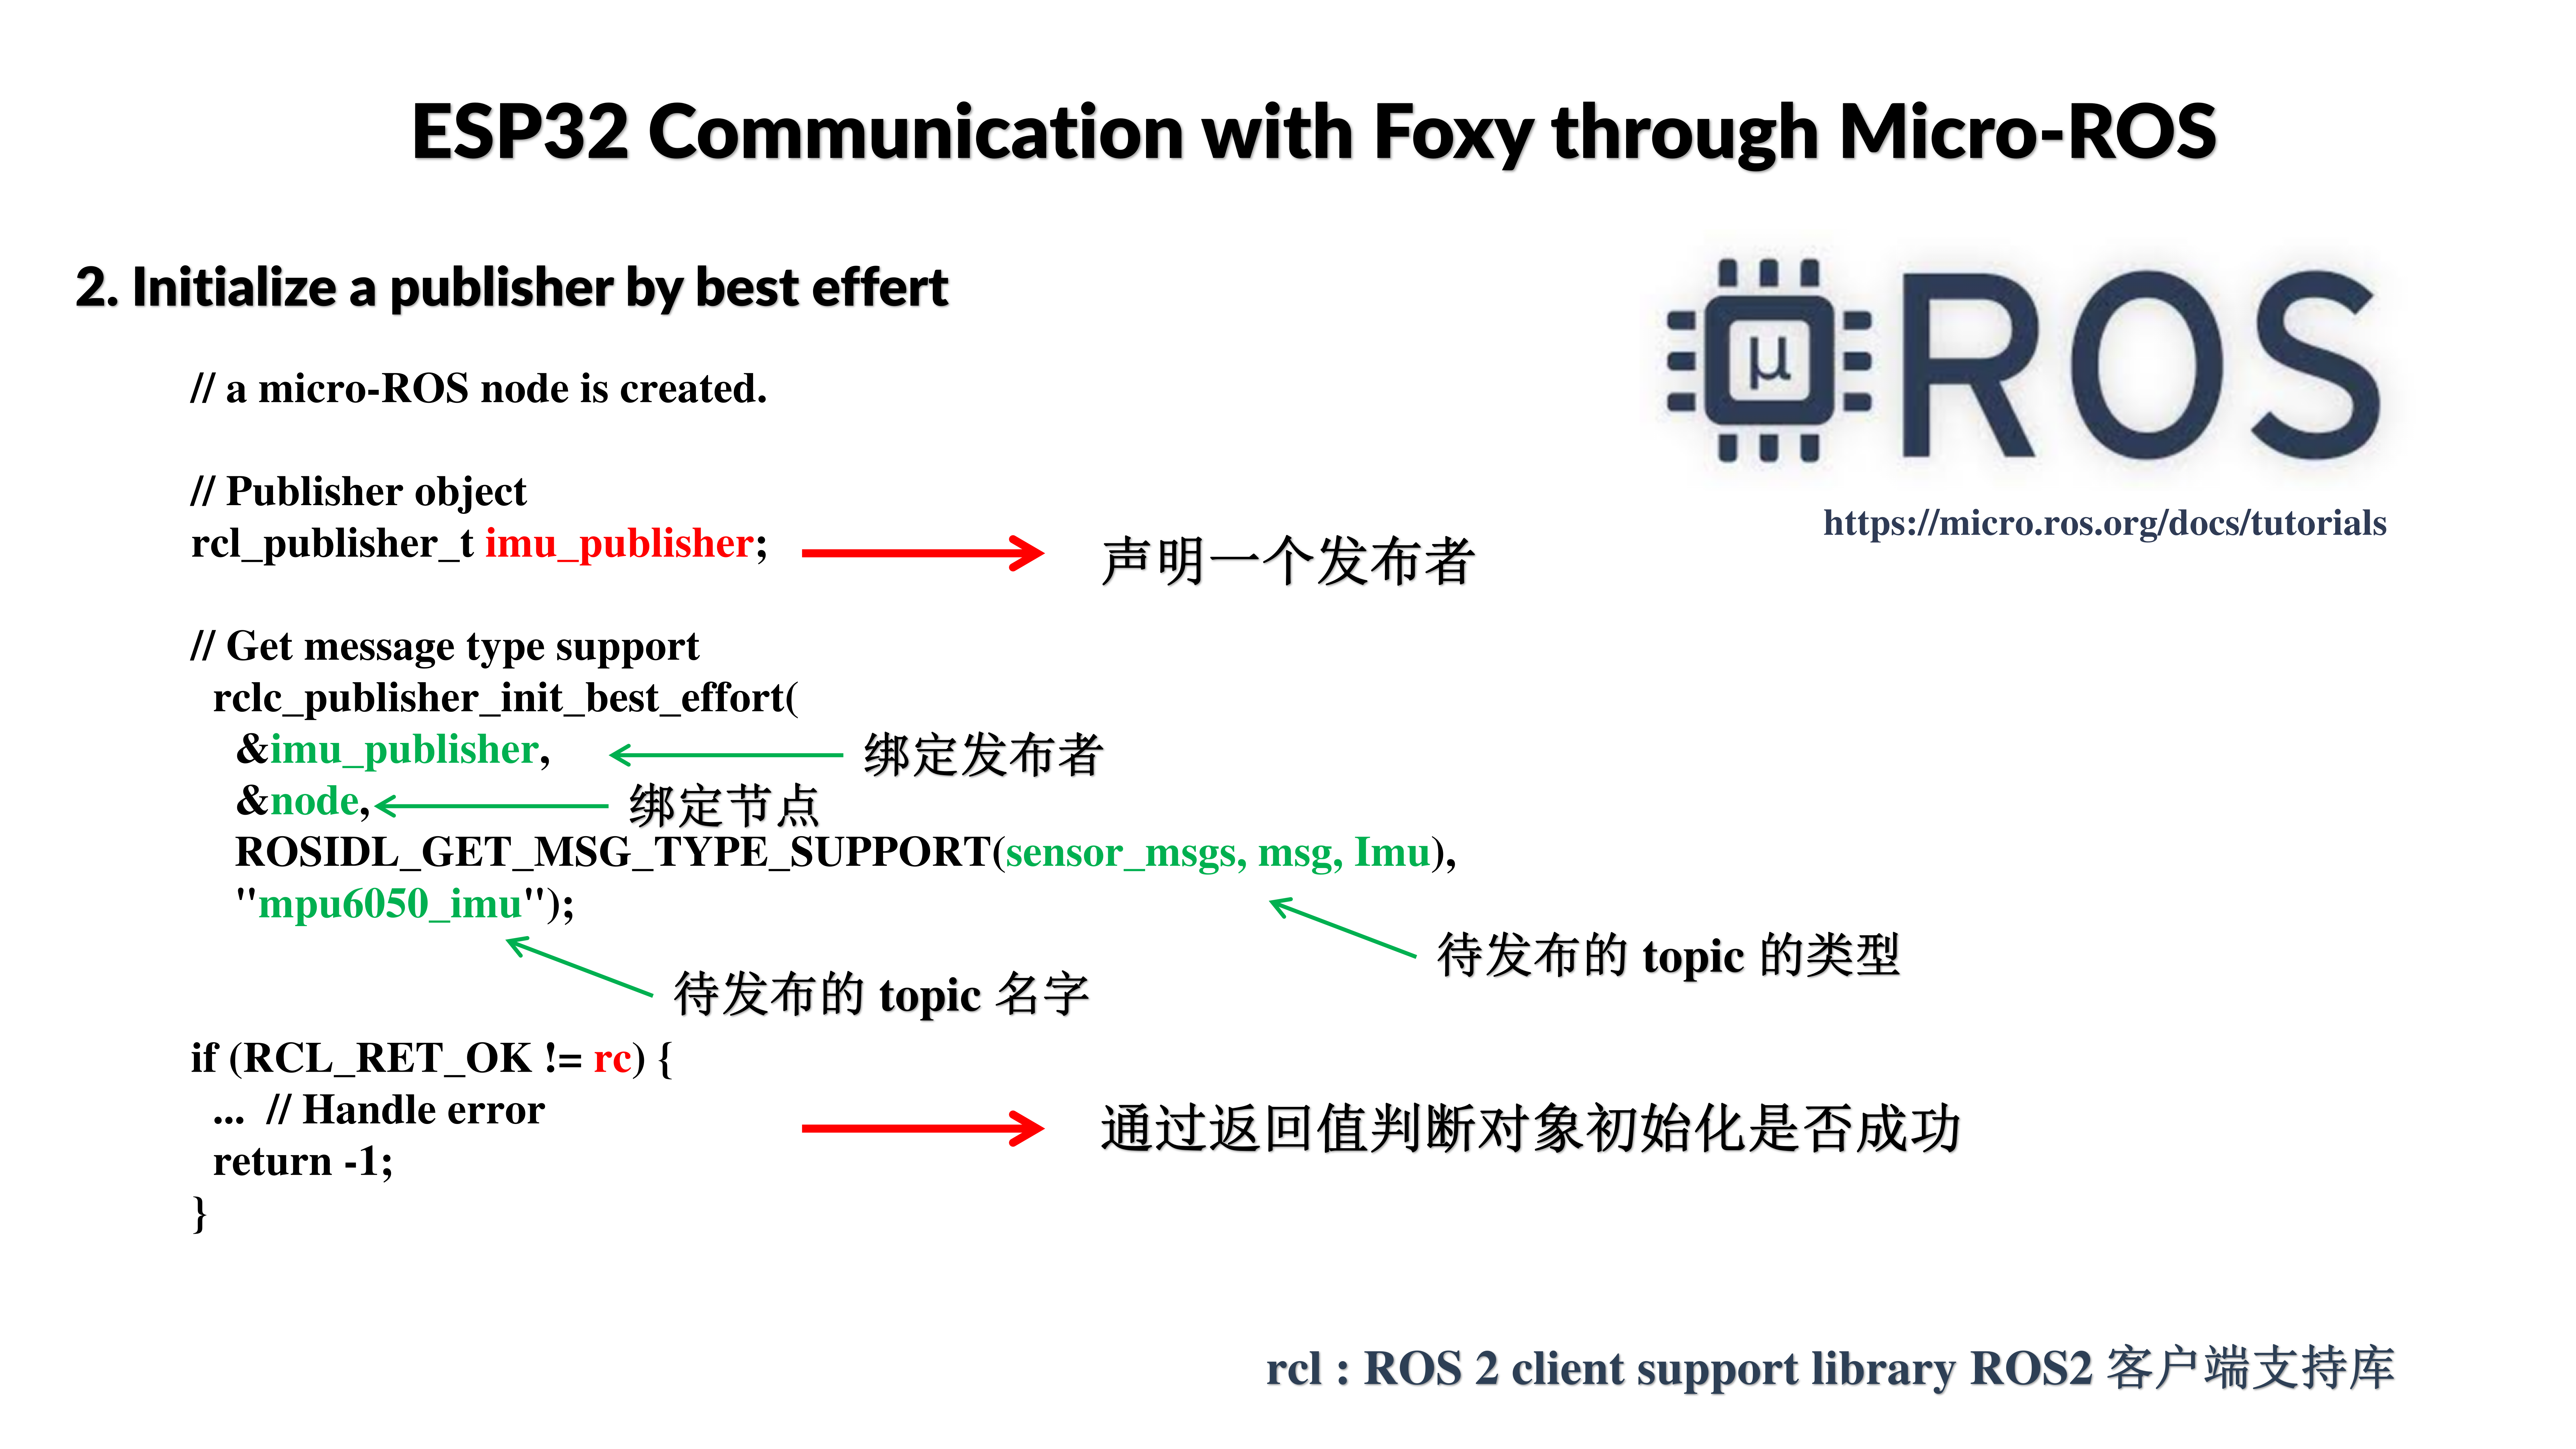 ESP32 Communication with Foxy through Micro-ROS
2. Initialize a publisher by best effert
µ ROS
https://micro.ros.org/docs/tutorials
// a micro-ROS node is created.
// Publisher object
rcl_publisher_t imu_publisher;
声明一个发布者
// Get message type support
rclc_publisher_init_best_effort(
&imu_publisher,
绑定发布者
&node,
绑定节点
ROSIDL_GET_MSG_TYPE_SUPPORT(sensor_msgs, msg, Imu),
"mpu6050_imu");
待发布的 topic 的类型
待发布的 topic 名字
if (RCL_RET_OK != rc) {
... // Handle error
return -1;
}
通过返回值判断对象初始化是否成功
rcl : ROS 2 client support library ROS2 客户端支持库